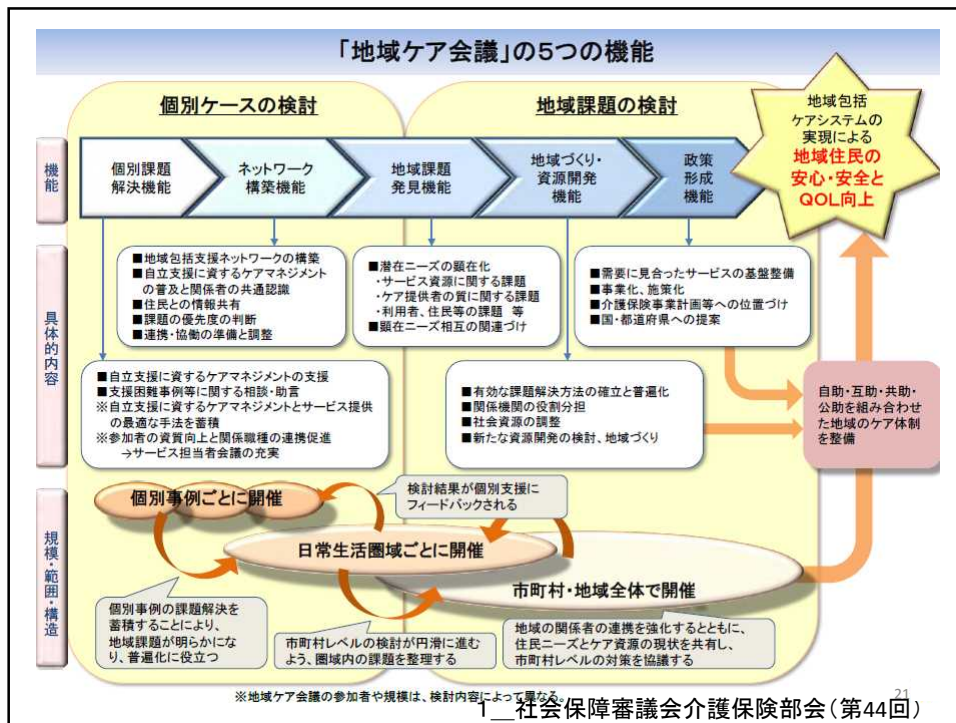 「地域ケア会議」の5つの機能
個別ケースの検討
地域課題の検討
地域包括
ケアシステムの
実現による
地域住民の
安心・安全と
QOL向上
機能
個別課題
解決機能
ネットワーク
構築機能
地域課題
発見機能
地域づくり・
資源開発
機能
政策
形成
機能
具体的内容
■地域包括支援ネットワークの構築
■自立支援に資するケアマネジメント
の普及と関係者の共通認識
■住民との情報共有
■課題の優先度の判断
■連携・協働の準備と調整
■潜在ニーズの顕在化
・サービス資源に関する課題
・ケア提供者の質に関する課題
・利用者、住民等の課題 等
■顕在ニーズ相互の関連づけ
■需要に見合ったサービスの基盤整備
■事業化、施策化
■介護保険事業計画等への位置づけ
■国・都道府県への提案
■自立支援に資するケアマネジメントの支援
■支援困難事例等に関する相談・助言
※自立支援に資するケアマネジメントとサービス提供
の最適な手法を蓄積
※参加者の資質向上と関係職種の連携促進
→サービス担当者会議の充実
■有効な課題解決方法の確立と普遍化
■関係機関の役割分担
■社会資源の調整
■新たな資源開発の検討、地域づくり
自助・互助・共助・
公助を組み合わせ
た地域のケア体制
を整備
規模・範囲・構造
個別事例ごとに開催
検討結果が個別支援に
フィードバックされる
日常生活圏域ごとに開催
市町村・地域全体で開催
個別事例の課題解決を
蓄積することにより、
地域課題が明らかにな
り、普遍化に役立つ
市町村レベルの検討が円滑に進む
よう、圏域内の課題を整理する
地域の関係者の連携を強化するとともに、
住民ニーズとケア資源の現状を共有し、
市町村レベルの対策を協議する
※地域ケア会議の参加者や規模は、検討内容によって異なる。
21
1__社会保障審議会介護保険部会(第44回)